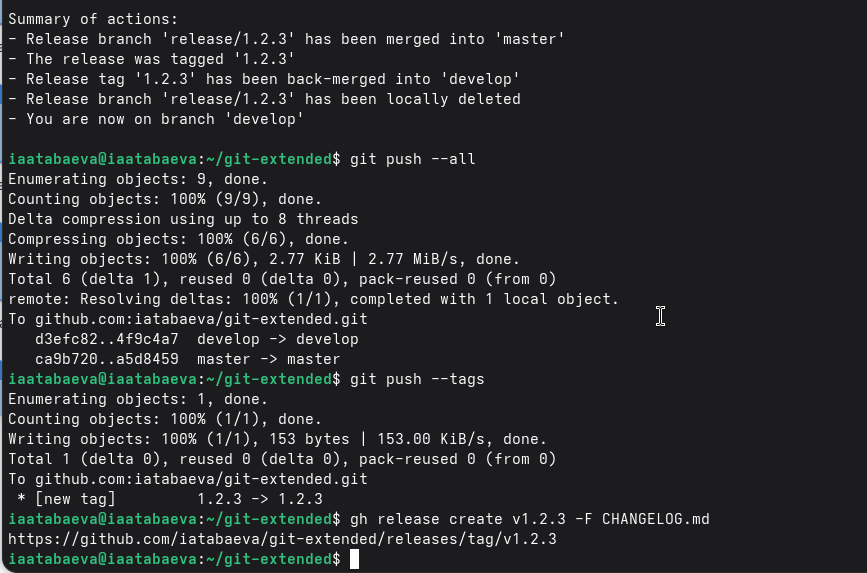 Summary of actions:
- Release branch 'release/1.2.3' has been merged into 'master'
- The release was tagged '1.2.3'
- Release tag '1.2.3' has been back-merged into 'develop'
- Release branch 'release/1.2.3' has been locally deleted
- You are now on branch 'develop'

iaatabaeva@iaatabaeva:~/git-extended$ git push --all
Enumerating objects: 9, done.
Counting objects: 100% (9/9), done.
Delta compression using up to 8 threads
Compressing objects: 100% (6/6), done.
Writing objects: 100% (6/6), 2.77 KiB | 2.77 MiB/s, done.
Total 6 (delta 1), reused 0 (delta 0), pack-reused 0 (from 0)
remote: Resolving deltas: 100% (1/1), completed with 1 local object.
To github.com:iatabaeva/git-extended.git
   d3efc82..4f9c4a7  develop -> develop
   ca9b720..a5d8459  master -> master
iaatabaeva@iaatabaeva:~/git-extended$ git push --tags
Enumerating objects: 1, done.
Counting objects: 100% (1/1), done.
Writing objects: 100% (1/1), 153 bytes | 153.00 KiB/s, done.
Total 1 (delta 0), reused 0 (delta 0), pack-reused 0 (from 0)
To github.com:iatabaeva/git-extended.git
 * [new tag]         1.2.3 -> 1.2.3
iaatabaeva@iaatabaeva:~/git-extended$ gh release create v1.2.3 -F CHANGELOG.md
https://github.com/iatabaeva/git-extended/releases/tag/v1.2.3
iaatabaeva@iaatabaeva:~/git-extended$